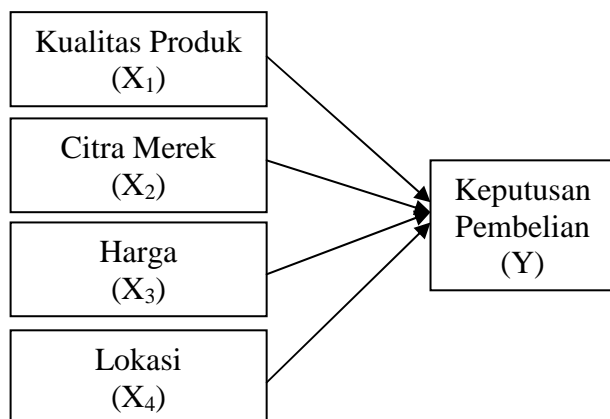 Kualitas Produk
(X₁)
Citra Merek
(X₂)
Harga
(X₃)
Lokasi
(X₄)
Keputusan
Pembelian
(Y)